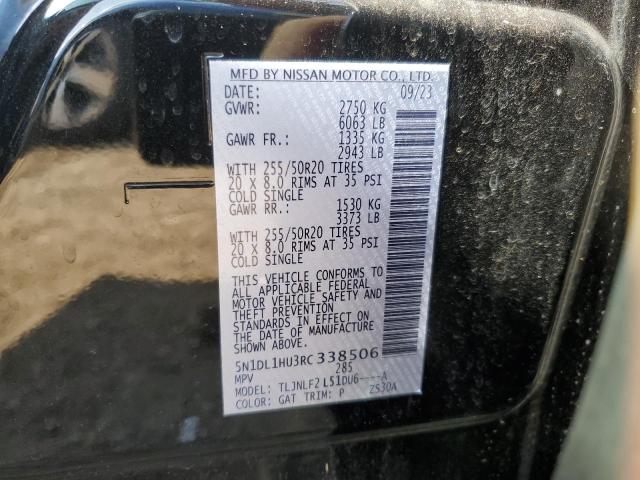 MFD BY NISSAN MOTOR CO., LTD.
DATE: 09/23
GVWR: 2750 KG
6063 LB
GAWR FR.: 1335 KG
2943 LB
WITH 255/50R20 TIRES
20 X 8.0 RIMS AT 35 PSI
COLD SINGLE
GAWR RR.: 1530 KG
3373 LB
WITH 255/50R20 TIRES
20 X 8.0 RIMS AT 35 PSI
COLD SINGLE
THIS VEHICLE CONFORMS TO
ALL APPLICABLE FEDERAL
MOTOR VEHICLE SAFETY AND
THEFT PREVENTION
STANDARDS IN EFFECT ON
THE DATE OF MANUFACTURE
SHOWN ABOVE.
5N1DL1HU3RC338506
MPV 285
MODEL: TLJNLF2 L51DU6----A
COLOR: GAT TRIM: P 2S30A